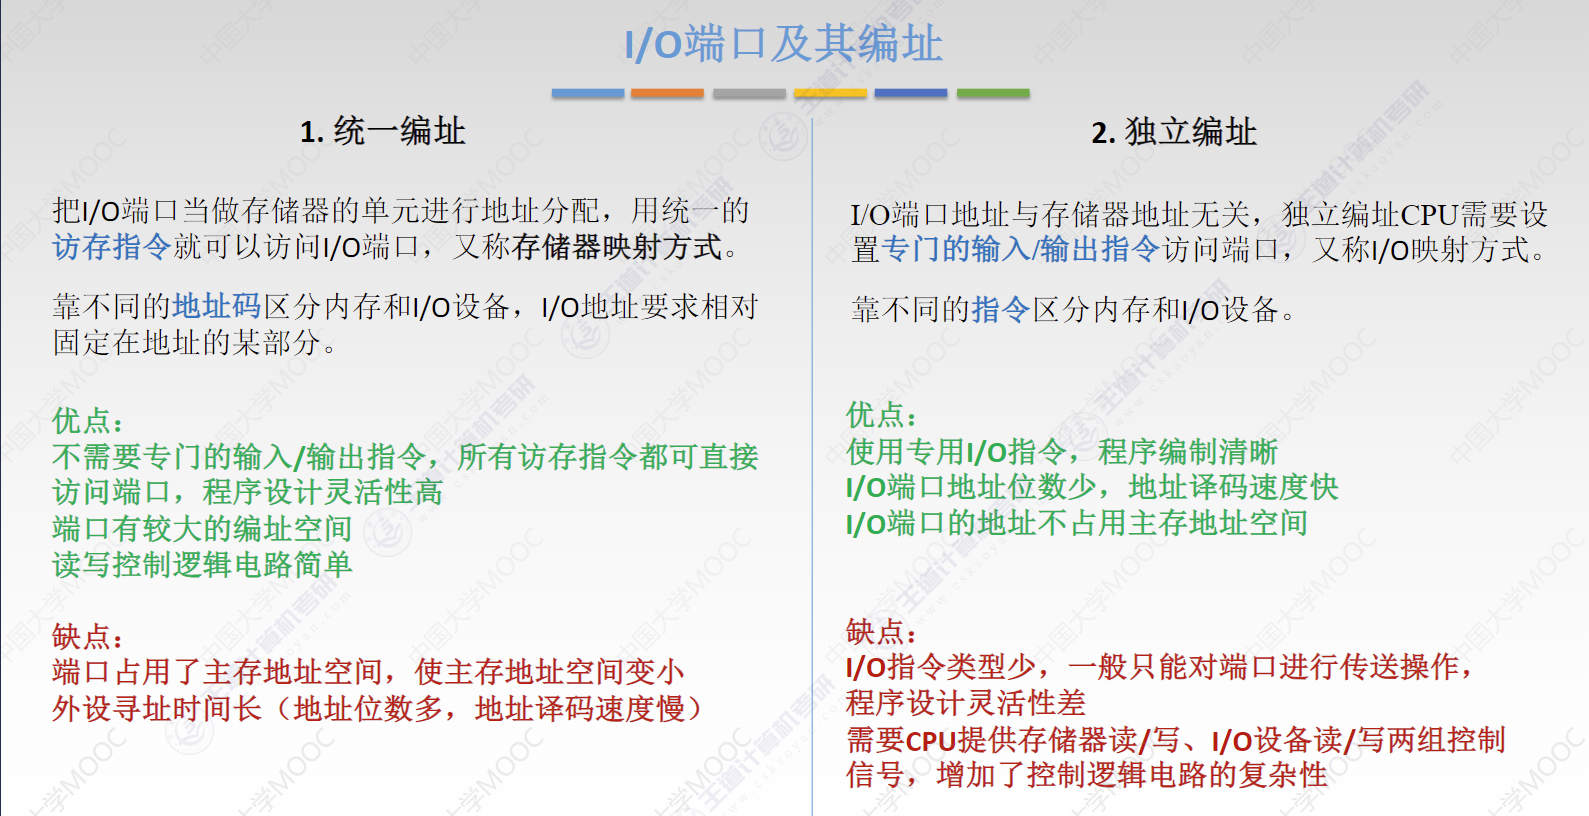 I/O端口及其编址
1. 统一编址
把I/O端口当做存储器的单元进行地址分配，用统一的
访存指令就可以访问I/O端口，又称存储器映射方式。
靠不同的地址码区分内存和I/O设备，I/O地址要求相对
固定在地址的某部分。
优点：
不需要专门的输入/输出指令，所有访存指令都可直接
访问端口，程序设计灵活性高
端口有较大的编址空间
读写控制逻辑电路简单
缺点：
端口占用了主存地址空间，使主存地址空间变小
外设寻址时间长（地址位数多，地址译码速度慢）
2. 独立编址
I/O端口地址与存储器地址无关，独立编址CPU需要设
置专门的输入/输出指令访问端口，又称I/O映射方式。
靠不同的指令区分内存和I/O设备。
优点：
使用专用I/O指令，程序编制清晰
I/O端口地址位数少，地址译码速度快
I/O端口的地址不占用主存地址空间
缺点：
I/O指令类型少，一般只能对端口进行传送操作，
程序设计灵活性差
需要CPU提供存储器读/写、I/O设备读/写两组控制
信号，增加了控制逻辑电路的复杂性
中国大学MOOC
王道计算机考研
www.cskaoyan.com